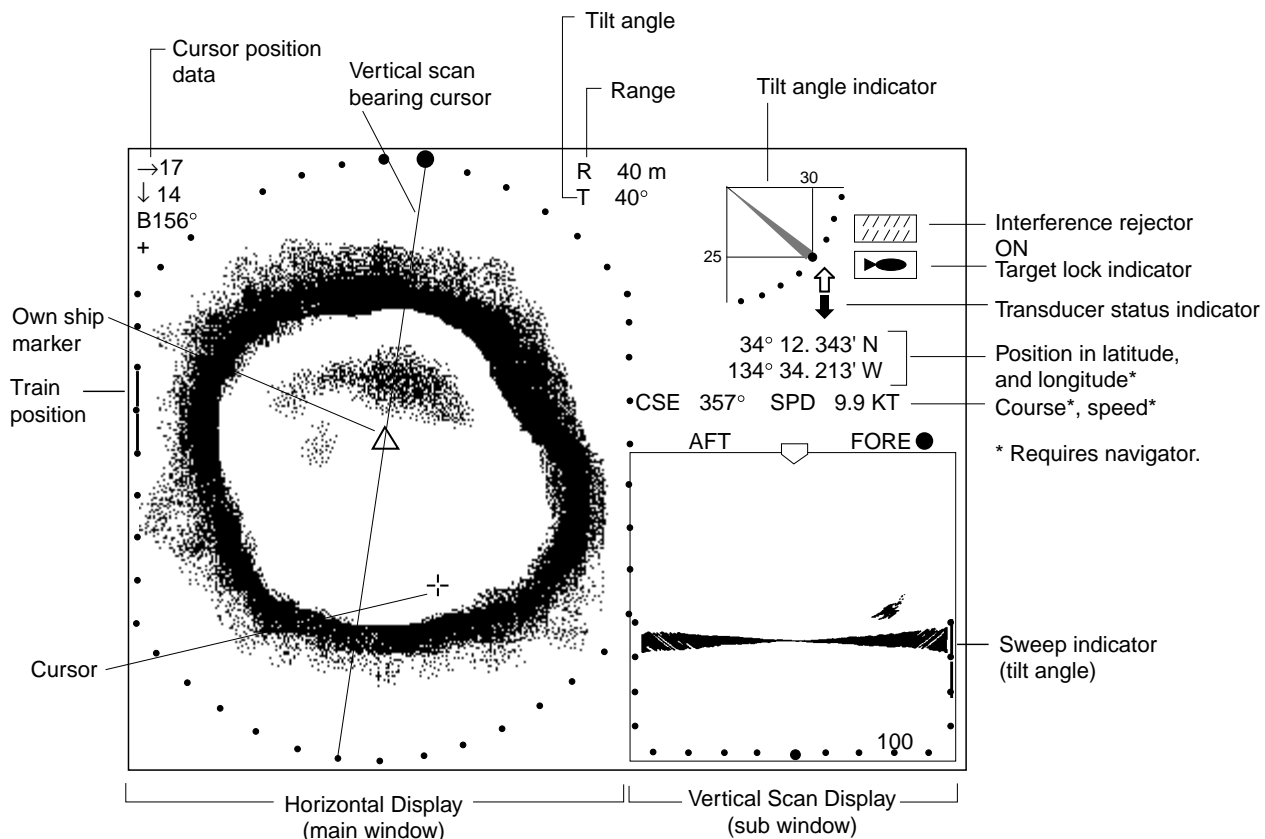 Tilt angle
Cursor position
data
Vertical scan
bearing cursor
Range
Tilt angle indicator
→17
↓ 14
B156°
+
R 40 m
T 40°
30
25
Interference rejector
ON
Target lock indicator
Transducer status indicator
Own ship
marker
Train
position
34° 12. 343' N
134° 34. 213' W
Position in latitude,
and longitude*
CSE 357° SPD 9.9 KT
Course*, speed*
AFT
FORE
* Requires navigator.
Cursor
Sweep indicator
(tilt angle)
100
Horizontal Display
(main window)
Vertical Scan Display
(sub window)